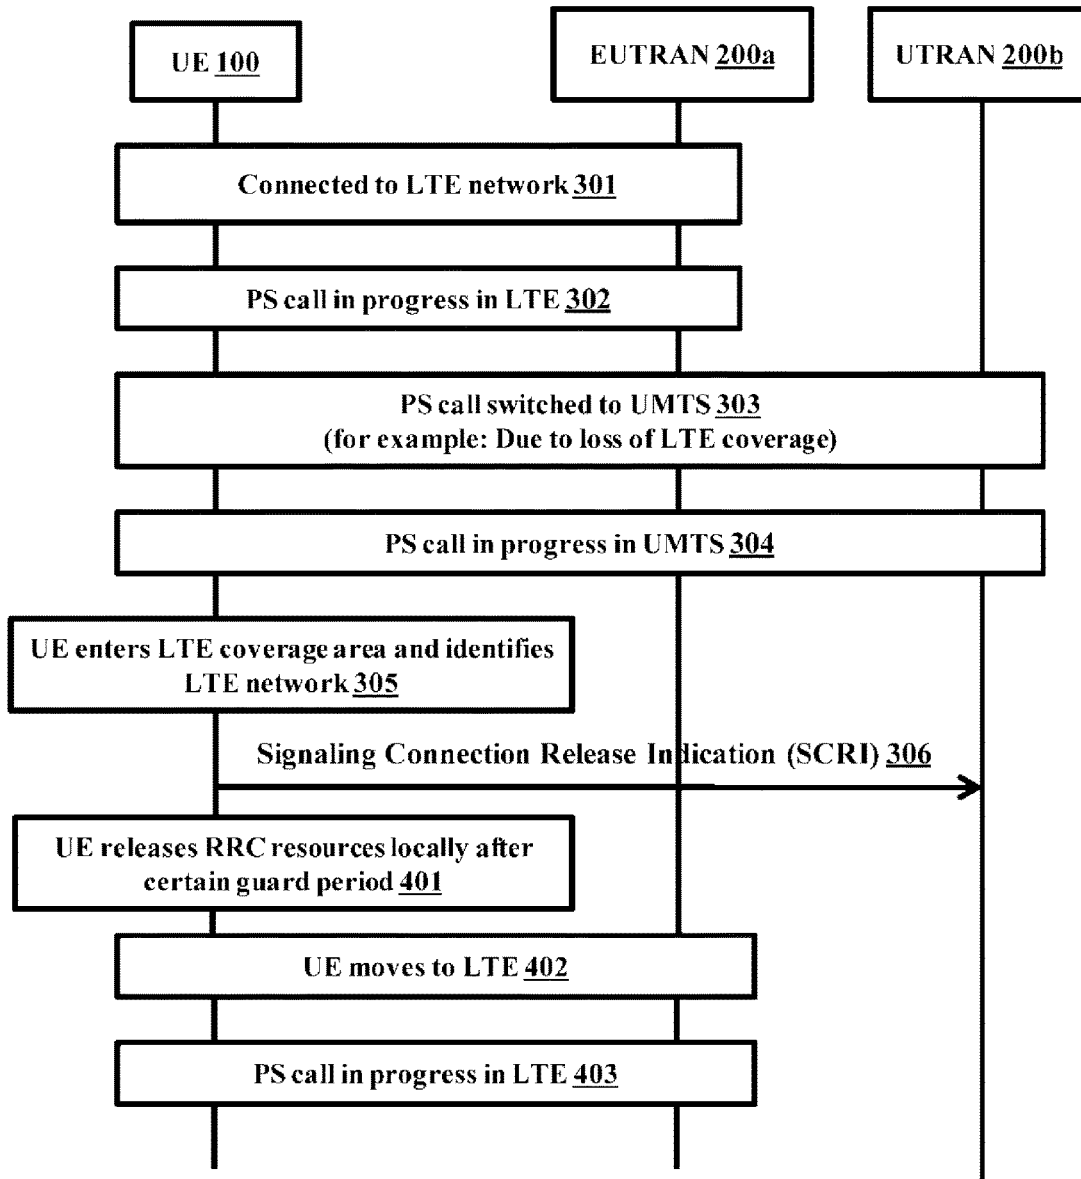 UE 100
EUTRAN 200a
UTRAN 200b
Connected to LTE network 301
PS call in progress in LTE 302
PS call switched to UMTS 303
(for example: Due to loss of LTE coverage)
PS call in progress in UMTS 304
UE enters LTE coverage area and identifies
LTE network 305
Signaling Connection Release Indication (SCRI) 306
UE releases RRC resources locally after
certain guard period 401
UE moves to LTE 402
PS call in progress in LTE 403